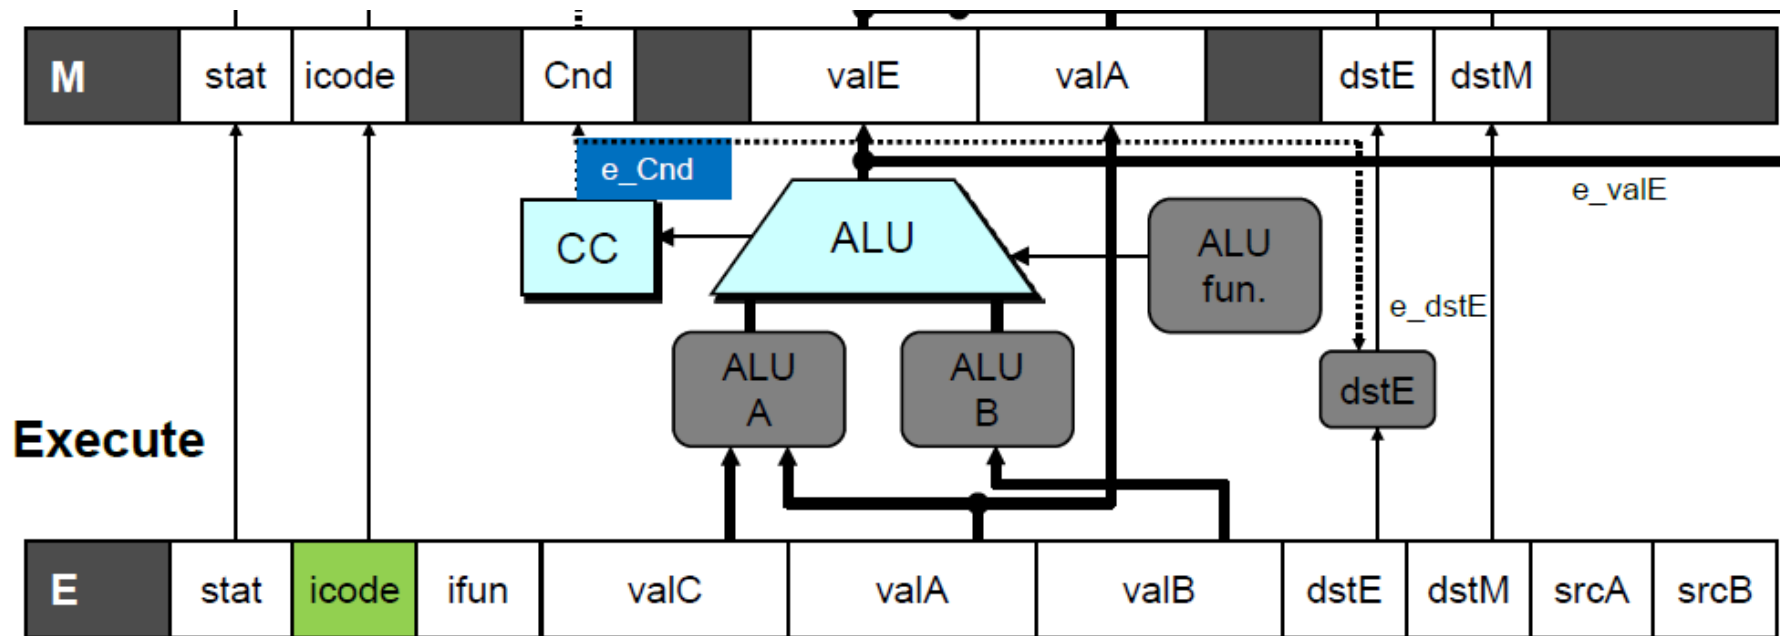 M stat icode Cnd valE valA dstE dstM
e_Cnd
e_valE
CC
ALU
ALU
fun.
e_dstE
ALU
A
ALU
B
dstE
Execute
E stat icode ifun valC valA valB dstE dstM srcA srcB